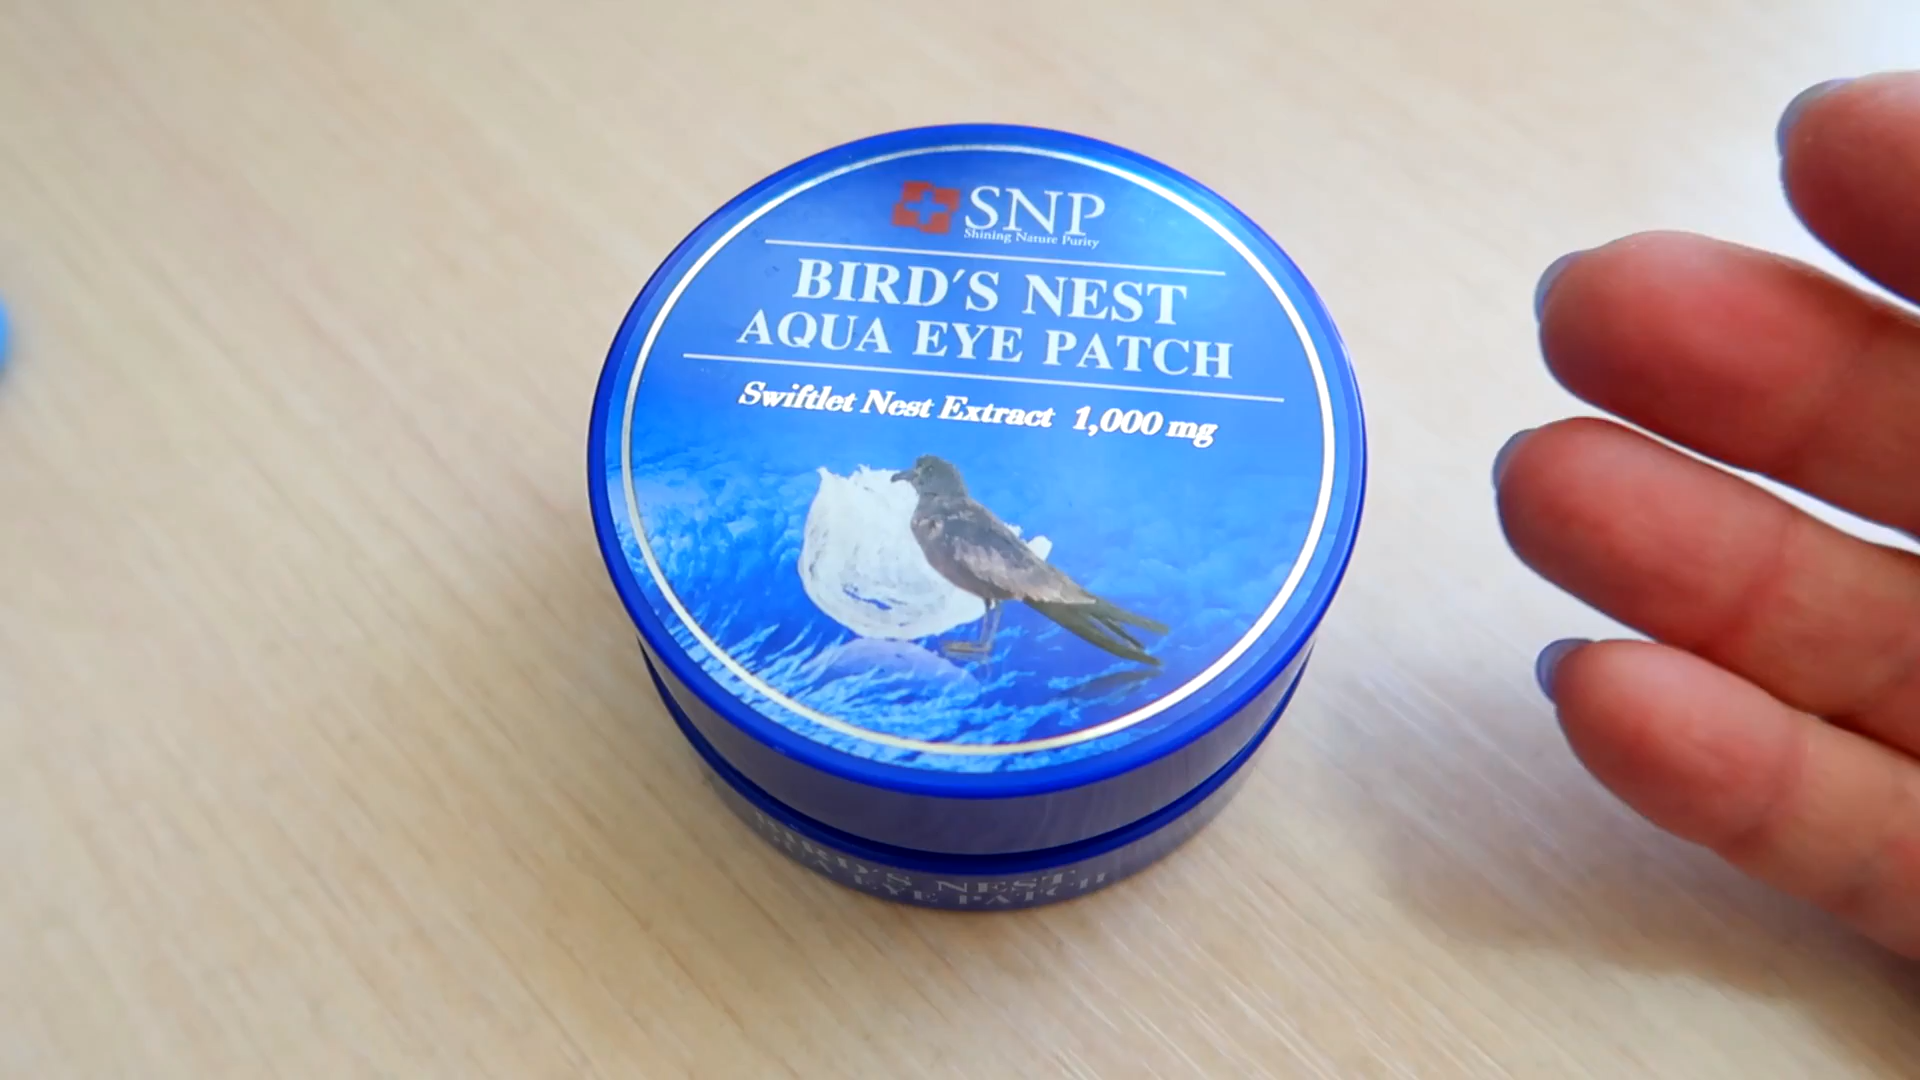 SNP
Shining Nature Purity
BIRD'S NEST
AQUA EYE PATCH
Swiftlet Nest Extract 1,000 mg
BIRD'S NEST
AQUA EYE PATCH